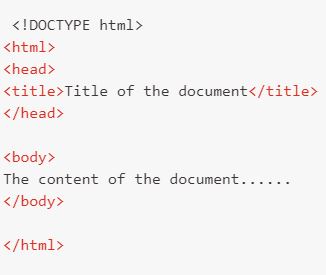 <!DOCTYPE html>
<html>
<head>
<title>Title of the document</title>
</head>
<body>
The content of the document......
</body>
</html>